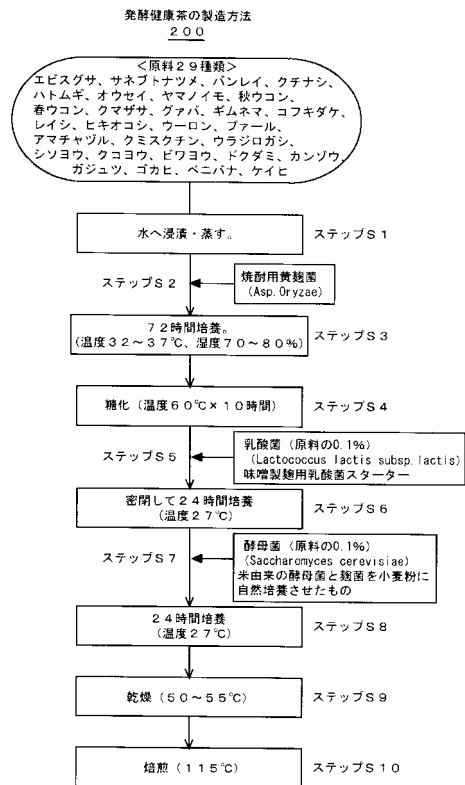 発酵健康茶の製造方法
200
＜原料２９種類＞
エビスグサ、サネブトナツメ、バンレイ、クチナシ、
ハトムギ、オウセイ、ヤマノイモ、秋ウコン、
春ウコン、クマザサ、グァバ、ギムネマ、コフキダケ、
レイシ、ヒキオコシ、ウーロン、プァール、
アマチャヅル、クミスクチン、ウラジロガシ、
シソヨウ、クコヨウ、ビワヨウ、ドクダミ、カンゾウ、
ガジュツ、ゴカヒ、ベニバナ、ケイヒ
水へ浸漬・蒸す。
ステップＳ１
ステップＳ２
焼酎用黄麹菌
(Asp.Oryzae)
７２時間培養。
(温度３２～３７℃、湿度７０～８０％)
ステップＳ３
糖化（温度６０℃×１０時間）
ステップＳ４
ステップＳ５
乳酸菌（原料の0.1%）
(Lactococcus lactis subsp.lactis)
味噌製麹用乳酸菌スターター
密閉して２４時間培養
(温度２７℃)
ステップＳ６
ステップＳ７
酵母菌（原料の0.1%）
(Saccharomyces cerevisiae)
米由来の酵母菌と麹菌を小麦粉に
自然培養させたもの
２４時間培養
(温度２７℃)
ステップＳ８
乾燥（５０～５５℃）
ステップＳ９
焙煎（１１５℃）
ステップＳ１０